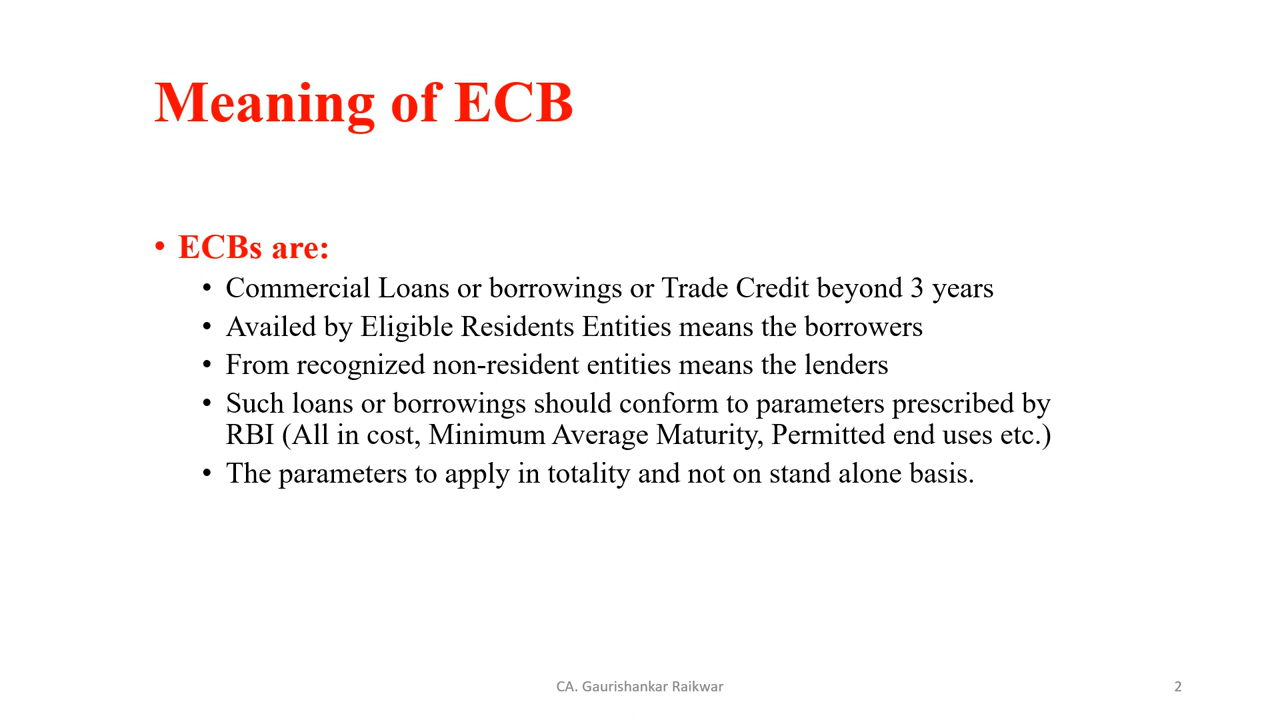 Meaning of ECB
• ECBs are:
• Commercial Loans or borrowings or Trade Credit beyond 3 years
• Availed by Eligible Residents Entities means the borrowers
• From recognized non-resident entities means the lenders
• Such loans or borrowings should conform to parameters prescribed by
RBI (All in cost, Minimum Average Maturity, Permitted end uses etc.)
• The parameters to apply in totality and not on stand alone basis.
CA. Gaurishankar Raikwar
2